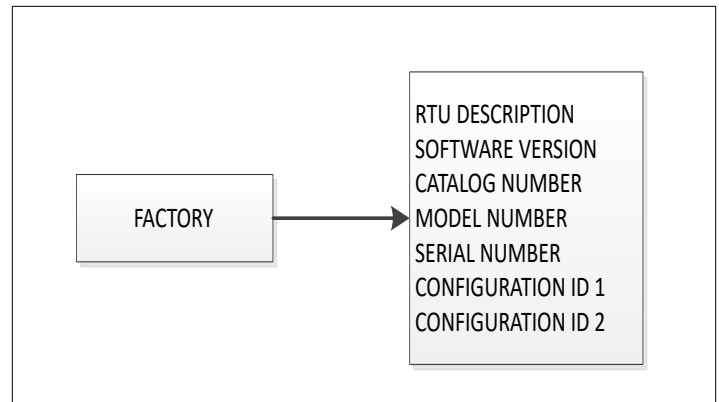 FACTORY
RTU DESCRIPTION
SOFTWARE VERSION
CATALOG NUMBER
MODEL NUMBER
SERIAL NUMBER
CONFIGURATION ID 1
CONFIGURATION ID 2